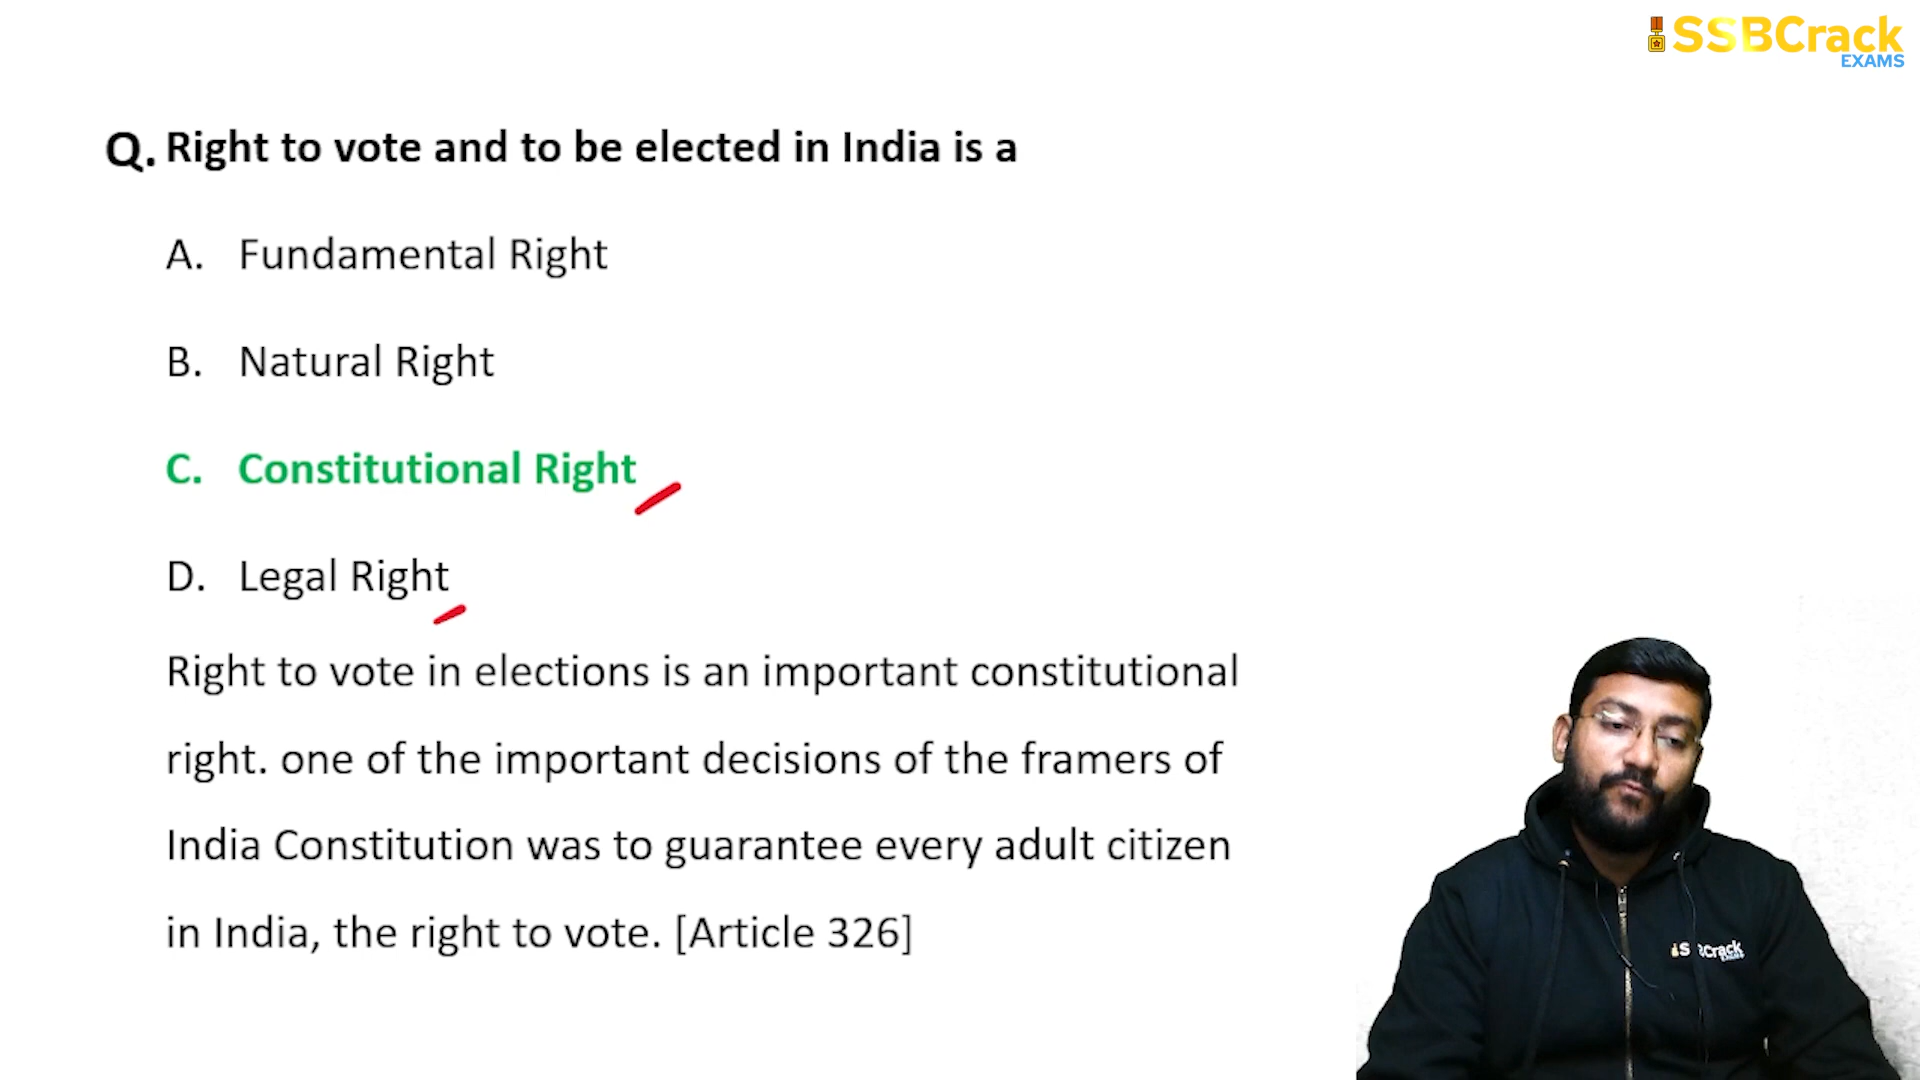 SSBCrack
EXAMS
Q. Right to vote and to be elected in India is a
A. Fundamental Right
B. Natural Right
C. Constitutional Right
D. Legal Right
Right to vote in elections is an important constitutional
right. one of the important decisions of the framers of
India Constitution was to guarantee every adult citizen
in India, the right to vote. [Article 326]